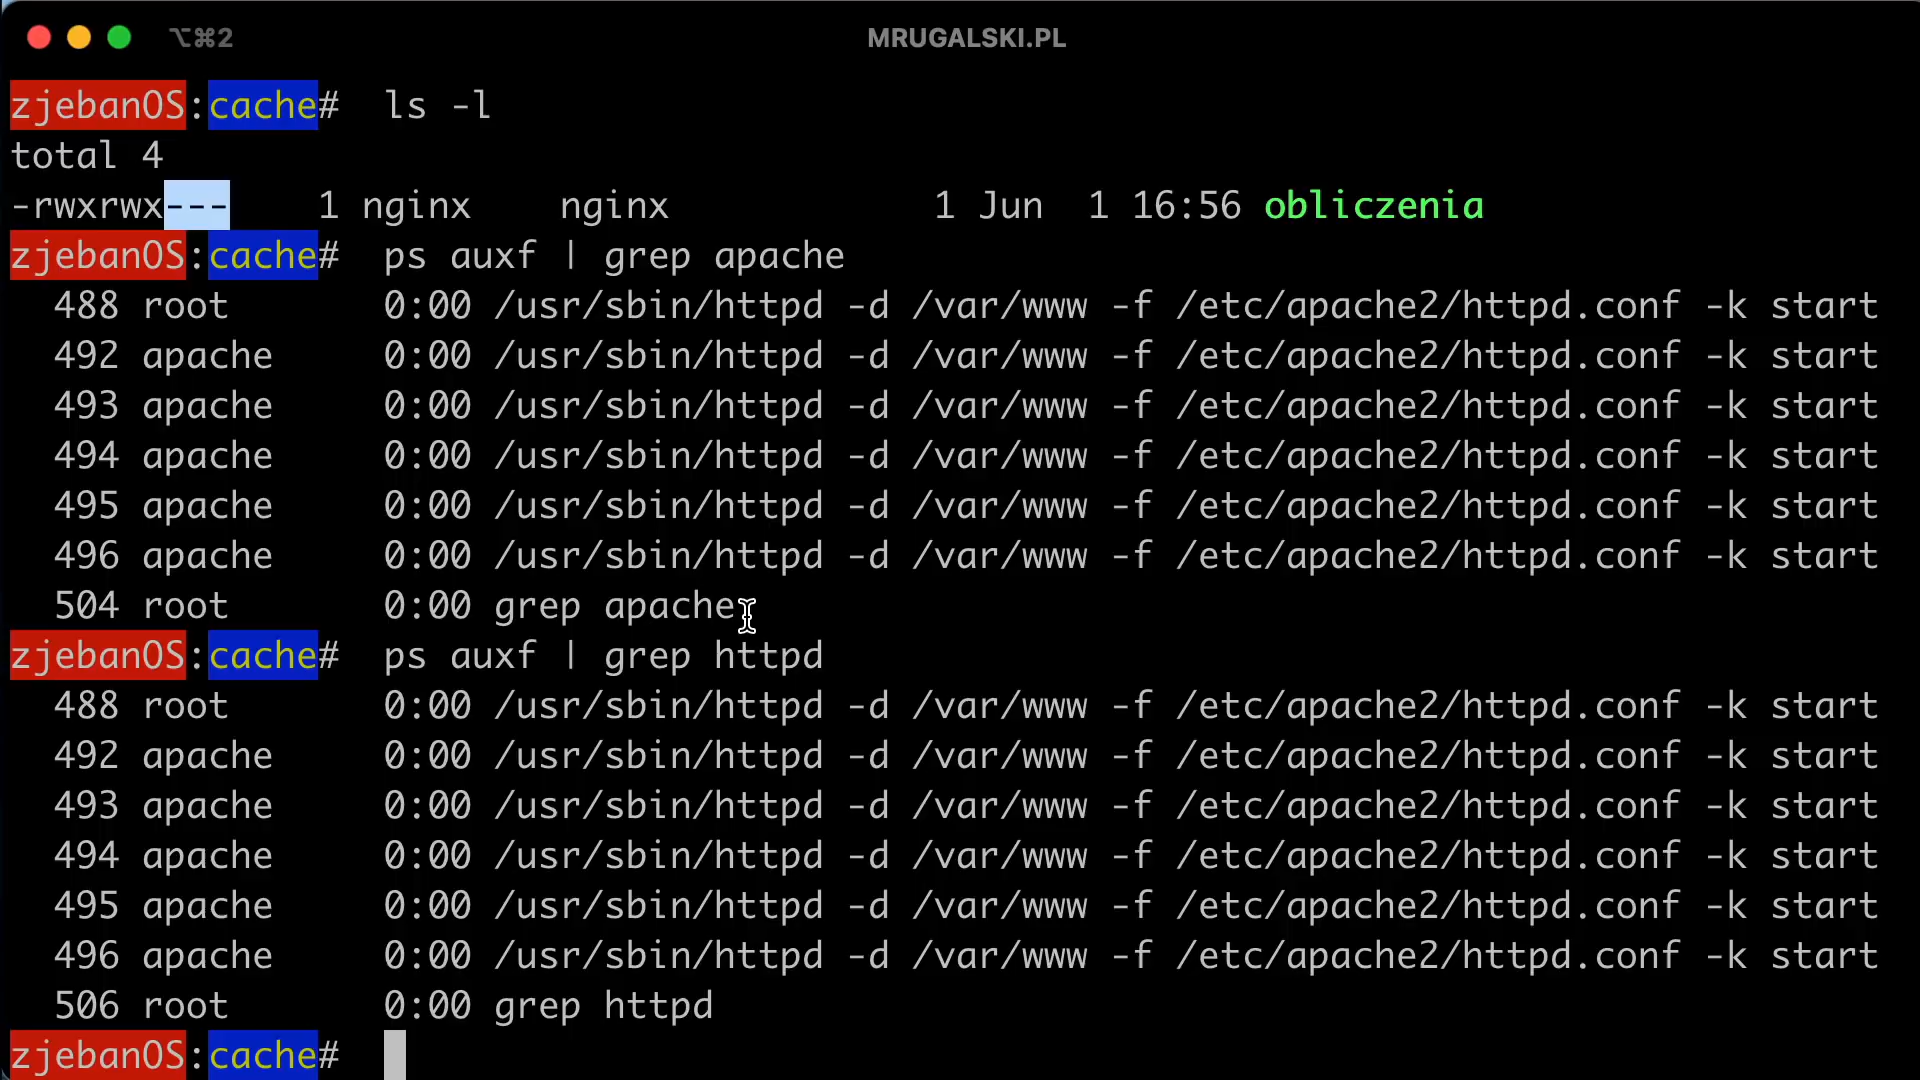 ⌥⌘2 MRUGALSKI.PL
zjebanOS:cache#  ls -l
total 4
-rwxrwx---    1 nginx    nginx            1 Jun  1 16:56 obliczenia
zjebanOS:cache#  ps auxf | grep apache
  488 root       0:00 /usr/sbin/httpd -d /var/www -f /etc/apache2/httpd.conf -k start
  492 apache     0:00 /usr/sbin/httpd -d /var/www -f /etc/apache2/httpd.conf -k start
  493 apache     0:00 /usr/sbin/httpd -d /var/www -f /etc/apache2/httpd.conf -k start
  494 apache     0:00 /usr/sbin/httpd -d /var/www -f /etc/apache2/httpd.conf -k start
  495 apache     0:00 /usr/sbin/httpd -d /var/www -f /etc/apache2/httpd.conf -k start
  496 apache     0:00 /usr/sbin/httpd -d /var/www -f /etc/apache2/httpd.conf -k start
  504 root       0:00 grep apache
zjebanOS:cache#  ps auxf | grep httpd
  488 root       0:00 /usr/sbin/httpd -d /var/www -f /etc/apache2/httpd.conf -k start
  492 apache     0:00 /usr/sbin/httpd -d /var/www -f /etc/apache2/httpd.conf -k start
  493 apache     0:00 /usr/sbin/httpd -d /var/www -f /etc/apache2/httpd.conf -k start
  494 apache     0:00 /usr/sbin/httpd -d /var/www -f /etc/apache2/httpd.conf -k start
  495 apache     0:00 /usr/sbin/httpd -d /var/www -f /etc/apache2/httpd.conf -k start
  496 apache     0:00 /usr/sbin/httpd -d /var/www -f /etc/apache2/httpd.conf -k start
  506 root       0:00 grep httpd
zjebanOS:cache#